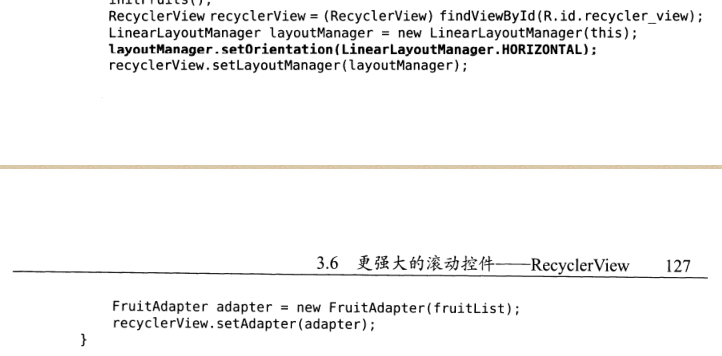 initFruits();
RecyclerView recyclerView = (RecyclerView) findViewById(R.id.recycler_view);
LinearLayoutManager layoutManager = new LinearLayoutManager(this);
layoutManager.setOrientation(LinearLayoutManager.HORIZONTAL);
recyclerView.setLayoutManager(layoutManager);
3.6 更强大的滚动控件——RecyclerView 127
FruitAdapter adapter = new FruitAdapter(fruitList);
recyclerView.setAdapter(adapter);
}